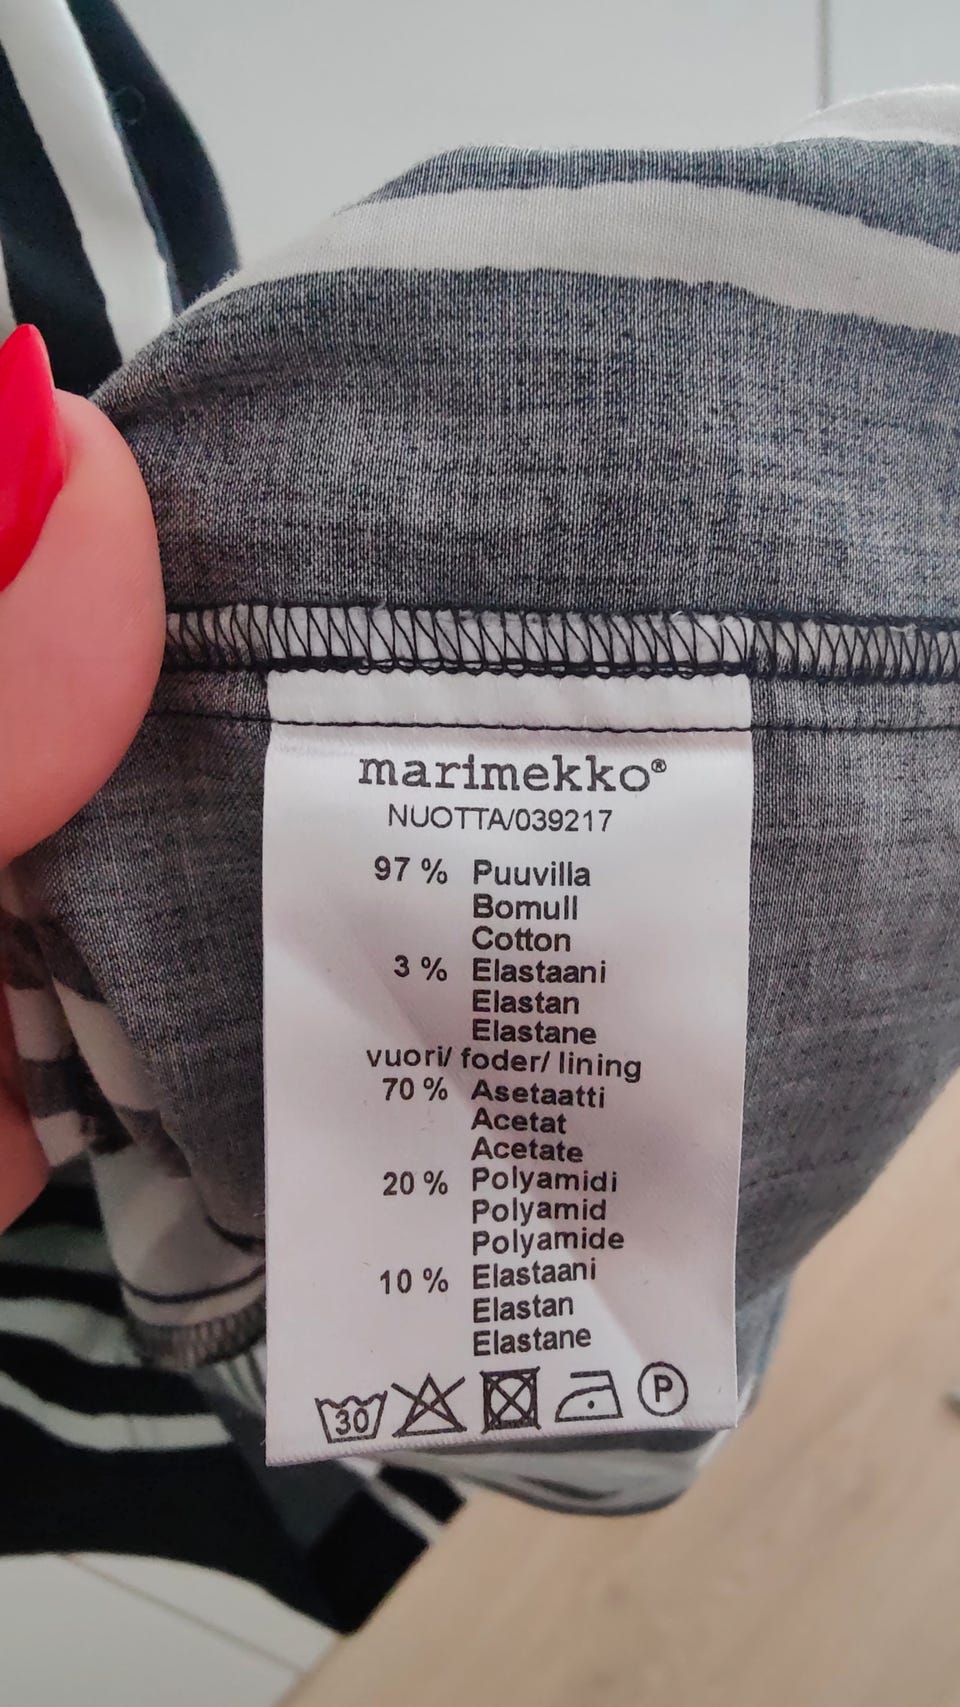 marimekko®
NUOTTA/039217
97 % Puuvilla
Bomull
Cotton
3 % Elastaani
Elastan
Elastane
vuori/ foder/ lining
70 % Asetaatti
Acetat
Acetate
20 % Polyamidi
Polyamid
Polyamide
10 % Elastaani
Elastan
Elastane
30 P